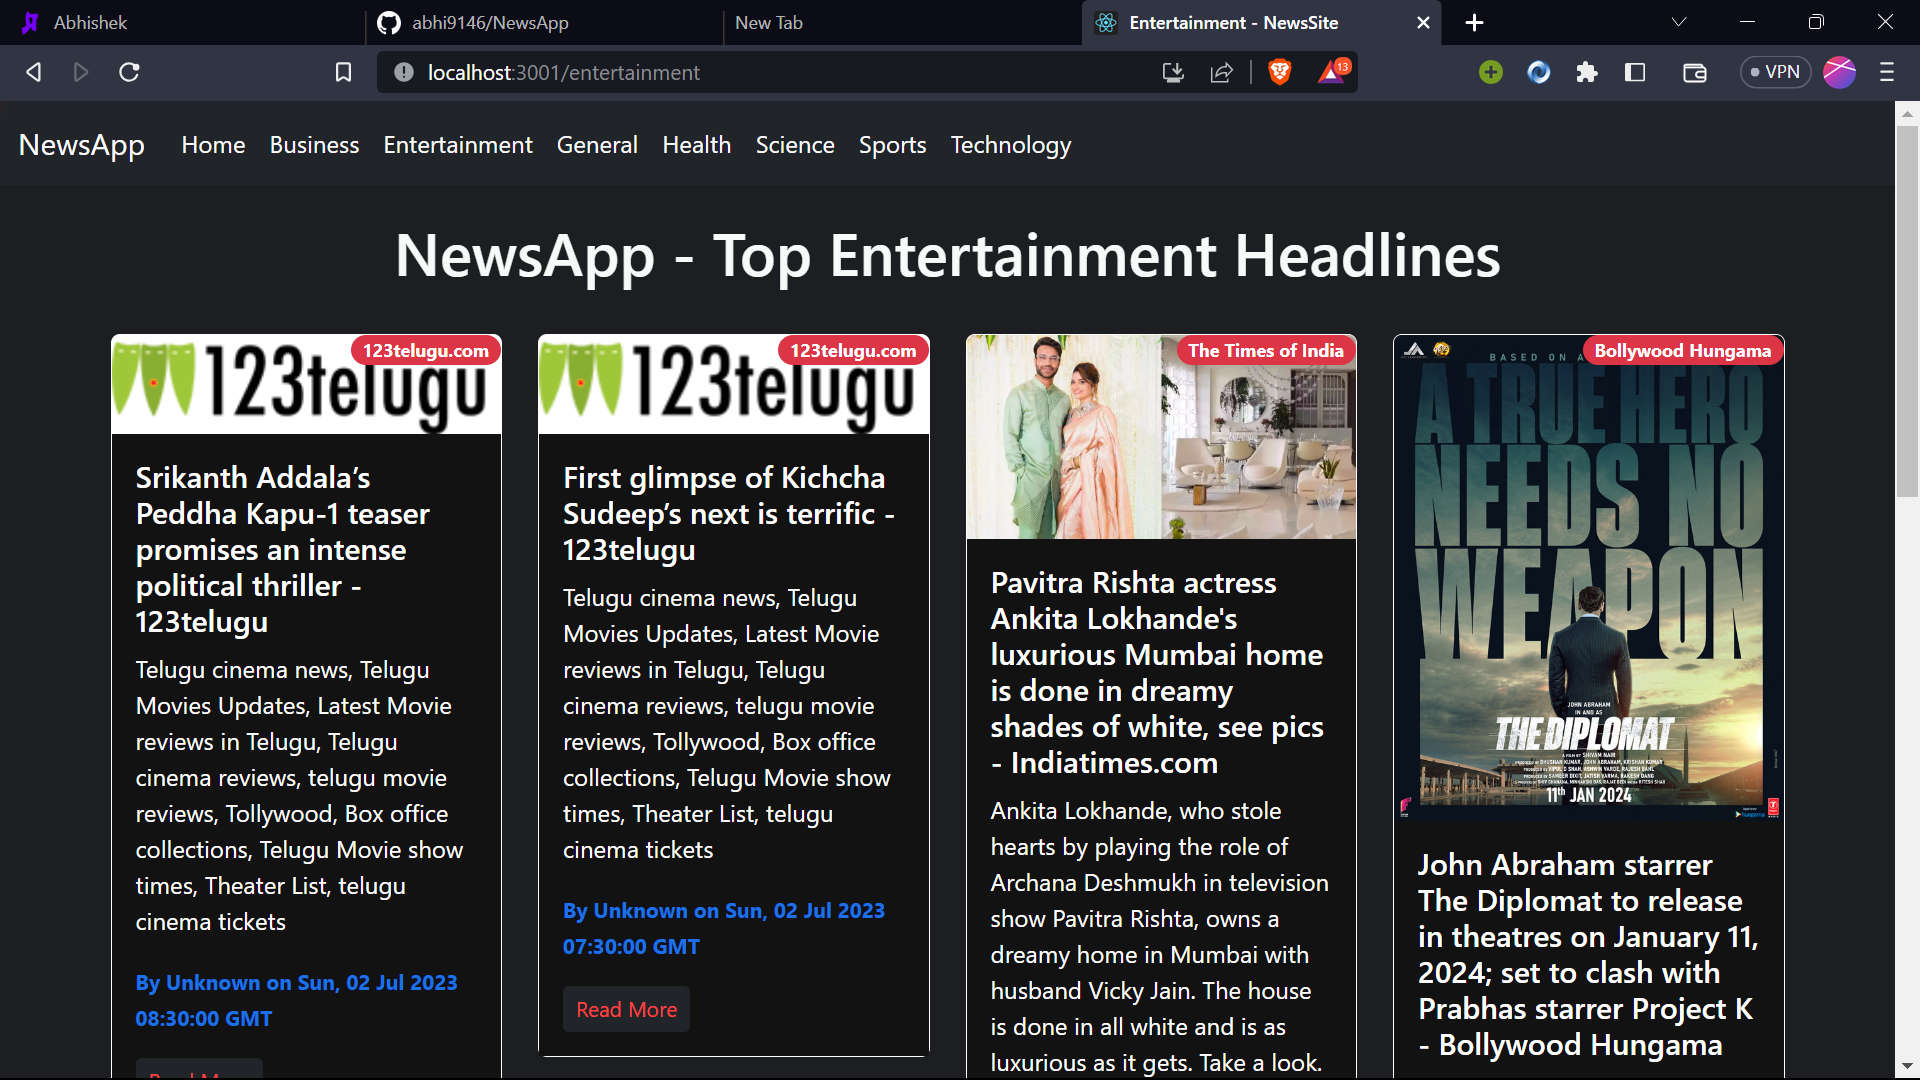 Abhishek
abhi9146/NewsApp
New Tab
Entertainment - NewsSite
localhost:3001/entertainment
13
VPN
NewsApp
Home
Business
Entertainment
General
Health
Science
Sports
Technology
NewsApp - Top Entertainment Headlines
123telugu.com
123telugu
Srikanth Addala’s
Peddha Kapu-1 teaser
promises an intense
political thriller -
123telugu
Telugu cinema news, Telugu
Movies Updates, Latest Movie
reviews in Telugu, Telugu
cinema reviews, telugu movie
reviews, Tollywood, Box office
collections, Telugu Movie show
times, Theater List, telugu
cinema tickets
By Unknown on Sun, 02 Jul 2023
08:30:00 GMT
123telugu.com
123telugu
First glimpse of Kichcha
Sudeep’s next is terrific -
123telugu
Telugu cinema news, Telugu
Movies Updates, Latest Movie
reviews in Telugu, Telugu
cinema reviews, telugu movie
reviews, Tollywood, Box office
collections, Telugu Movie show
times, Theater List, telugu
cinema tickets
By Unknown on Sun, 02 Jul 2023
07:30:00 GMT
Read More
The Times of India
Pavitra Rishta actress
Ankita Lokhande's
luxurious Mumbai home
is done in dreamy
shades of white, see pics
- Indiatimes.com
Ankita Lokhande, who stole
hearts by playing the role of
Archana Deshmukh in television
show Pavitra Rishta, owns a
dreamy home in Mumbai with
husband Vicky Jain. The house
is done in all white and is as
luxurious as it gets. Take a look.
Bollywood Hungama
BASED ON A
A TRUE HERO
NEEDS NO
WEAPON
JOHN ABRAHAM
IN AND AS
THE DIPLOMAT
A FILM BY SHIVAM NAIR
11th JAN 2024
John Abraham starrer
The Diplomat to release
in theatres on January 11,
2024; set to clash with
Prabhas starrer Project K
- Bollywood Hungama